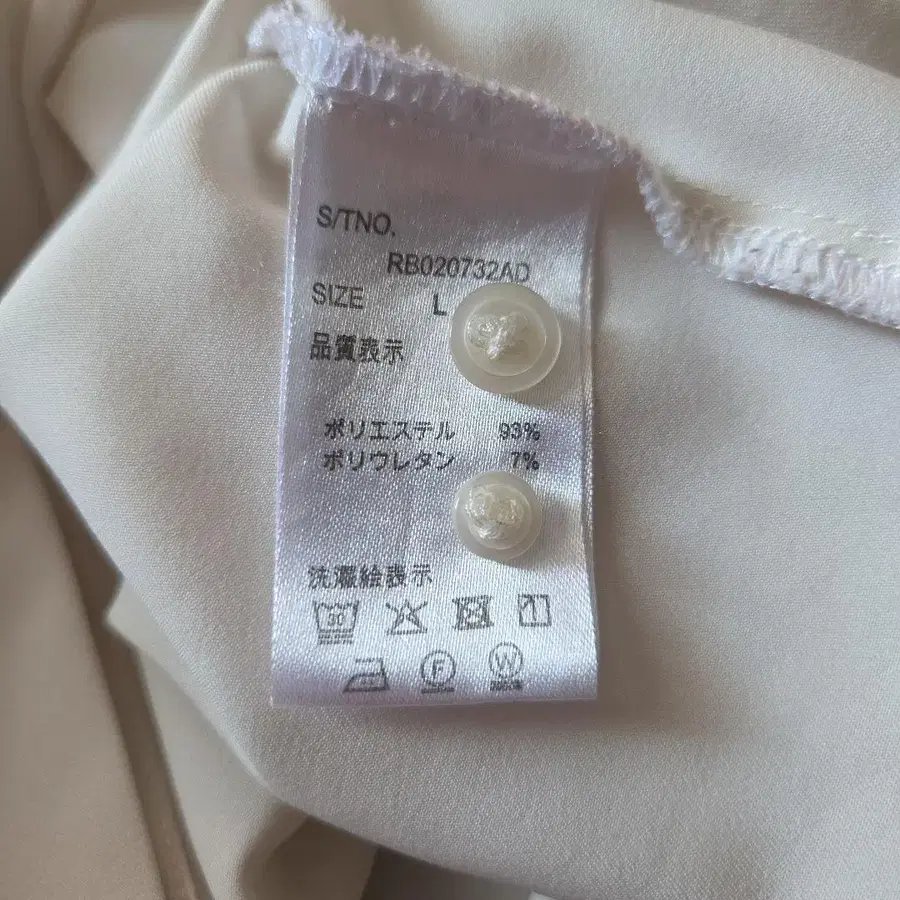 S/TNO.
RB020732AD
SIZE L
品質表示
ポリエステル 93%
ポリウレタン 7%
洗濯絵表示
30
F
W